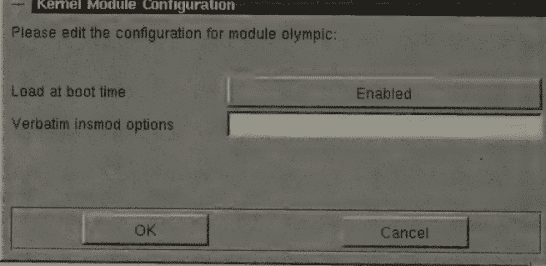 Kernel Module Configuration
Please edit the configuration for module olympic:
Load at boot time
Enabled
Verbatim insmod options
OK
Cancel